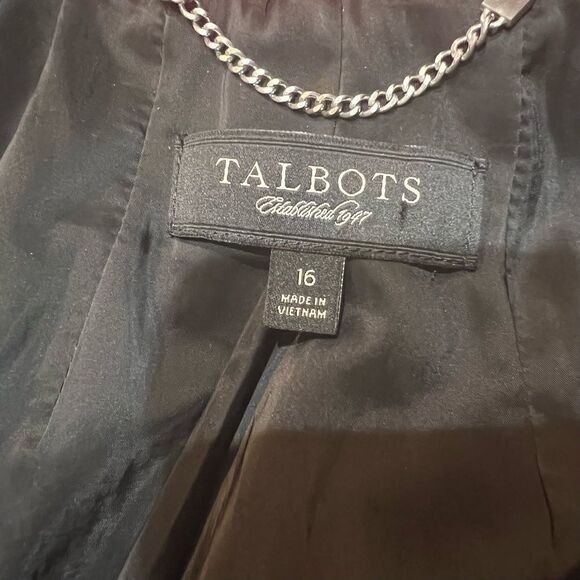 TALBOTS
Established 1947
16
MADE IN
VIETNAM